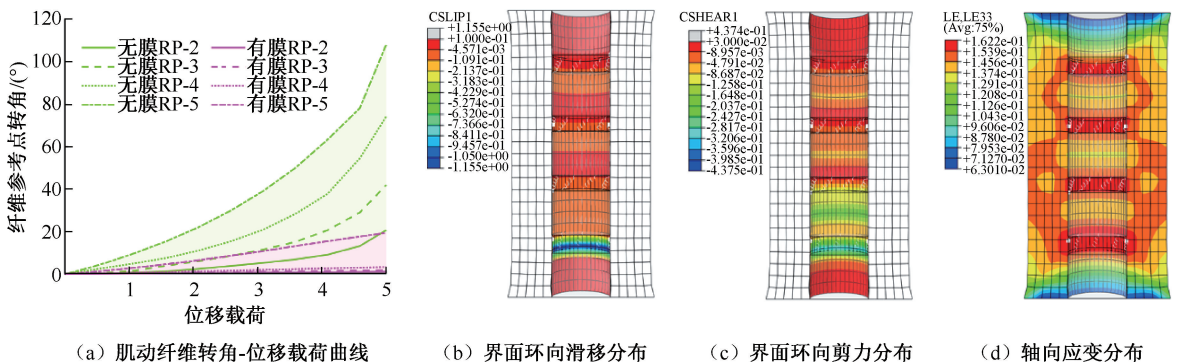 纤维参考点转角/(°)
120
100
80
60
40
20
0
1
2
3
4
5
位移载荷
无膜RP-2
有膜RP-2
无膜RP-3
有膜RP-3
无膜RP-4
有膜RP-4
无膜RP-5
有膜RP-5
(a) 肌动纤维转角-位移载荷曲线
CSLIP1
+1.155e+00
+1.000e-01
-4.571e-03
-1.091e-01
-2.137e-01
-3.183e-01
-4.229e-01
-5.274e-01
-6.320e-01
-7.366e-01
-8.411e-01
-9.457e-01
-1.050e+00
-1.155e+00
(b) 界面环向滑移分布
CSHEAR1
+4.374e-01
+3.000e-02
-8.957e-03
-4.791e-02
-8.687e-02
-1.258e-01
-1.648e-01
-2.037e-01
-2.427e-01
-2.817e-01
-3.206e-01
-3.596e-01
-3.985e-01
-4.375e-01
(c) 界面环向剪力分布
LE,LE33
(Avg:75%)
+1.622e-01
+1.539e-01
+1.456e-01
+1.374e-01
+1.291e-01
+1.208e-01
+1.126e-01
+1.043e-01
+9.606e-02
+8.780e-02
+7.953e-02
+7.1270e-02
+6.3010e-02
(d) 轴向应变分布